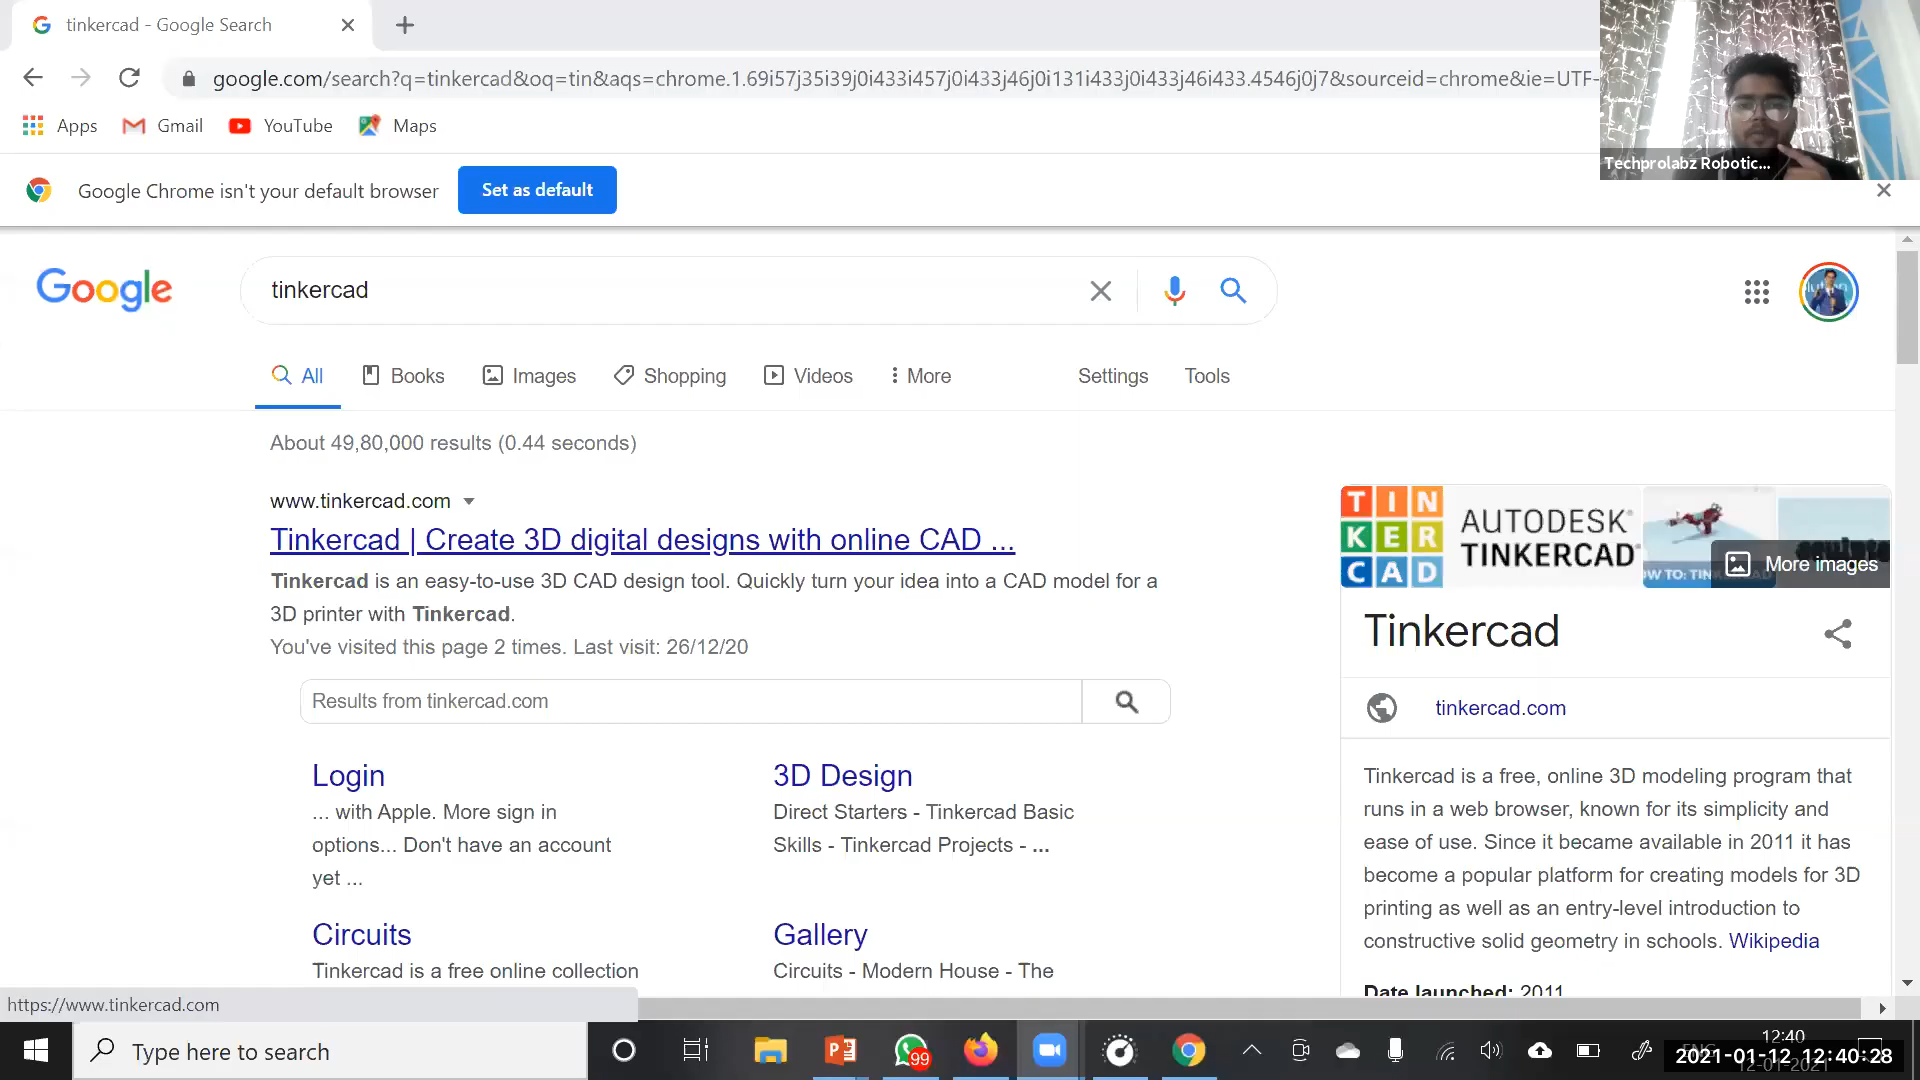 tinkercad - Google Search
google.com/search?q=tinkercad&oq=tin&aqs=chrome.1.69i57j35i39j0i433i457j0i433j46j0i131i433j0i433j46i433.4546j0j7&sourceid=chrome&ie=UTF-
Apps Gmail YouTube Maps
Techprolabz Robotic...
Google Chrome isn't your default browser Set as default
Google
tinkercad
All Books Images Shopping Videos More Settings Tools
About 49,80,000 results (0.44 seconds)
www.tinkercad.com
Tinkercad | Create 3D digital designs with online CAD ...
Tinkercad is an easy-to-use 3D CAD design tool. Quickly turn your idea into a CAD model for a
3D printer with Tinkercad.
You've visited this page 2 times. Last visit: 26/12/20
Results from tinkercad.com
Login
... with Apple. More sign in
options... Don't have an account
yet ...
3D Design
Direct Starters - Tinkercad Basic
Skills - Tinkercad Projects - ...
Circuits
Tinkercad is a free online collection
Gallery
Circuits - Modern House - The
TIN
KER
CAD
AUTODESK
TINKERCAD
More images
Tinkercad
tinkercad.com
Tinkercad is a free, online 3D modeling program that
runs in a web browser, known for its simplicity and
ease of use. Since it became available in 2011 it has
become a popular platform for creating models for 3D
printing as well as an entry-level introduction to
constructive solid geometry in schools. Wikipedia
Date launched: 2011
https://www.tinkercad.com
Type here to search
99
12:40
2021-01-12 12:40:28